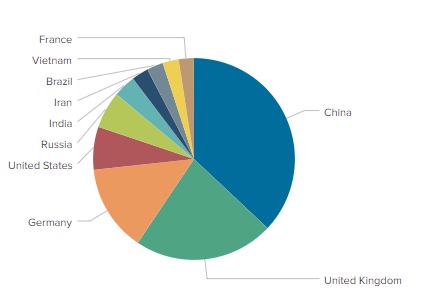 France
Vietnam
Brazil
Iran
India
Russia
United States
Germany
China
United Kingdom